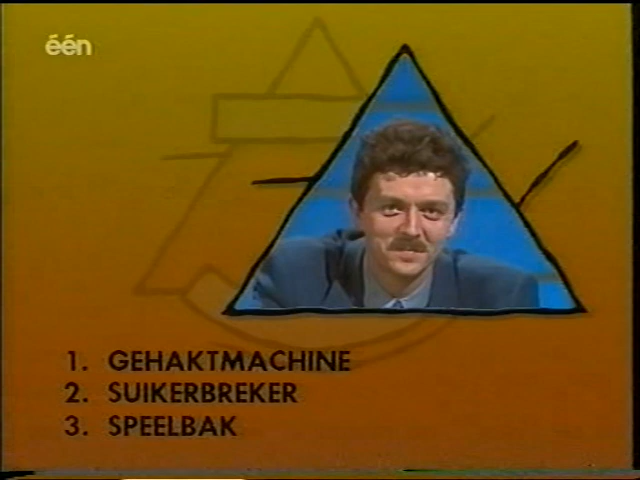 één
1. GEHAKTMACHINE
2. SUIKERBREKER
3. SPEELBAK